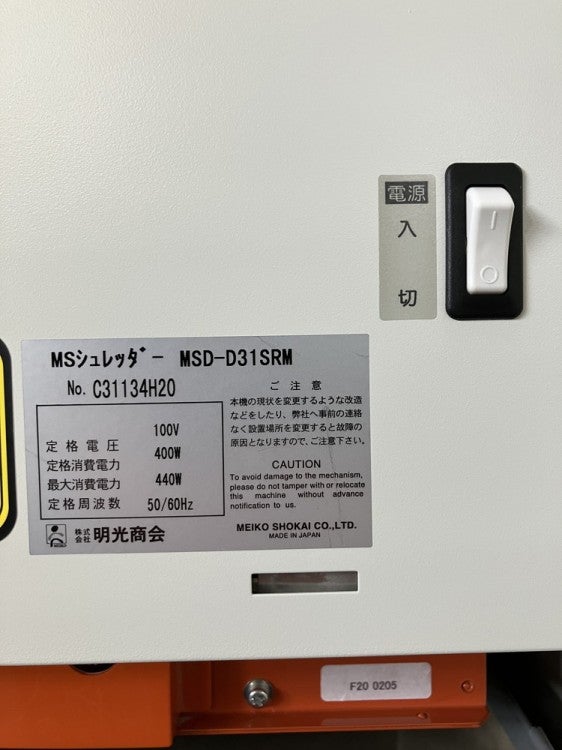 電源
入
切
MSシュレッダー MSD-D31SRM
No. C31134H20
定格電圧 100V
定格消費電力 400W
最大消費電力 440W
定格周波数 50/60Hz
ご注意
本機の現状を変更するような改造
などをしたり、弊社へ事前の連絡
なく設置場所を変更すると故障の
原因となりますので、ご注意下さい。
CAUTION
To avoid damage to the mechanism,
please do not tamper with or relocate
this machine without advance
notification to us.
株式会社 明光商会
MEIKO SHOKAI CO.,LTD.
MADE IN JAPAN
F20 0205